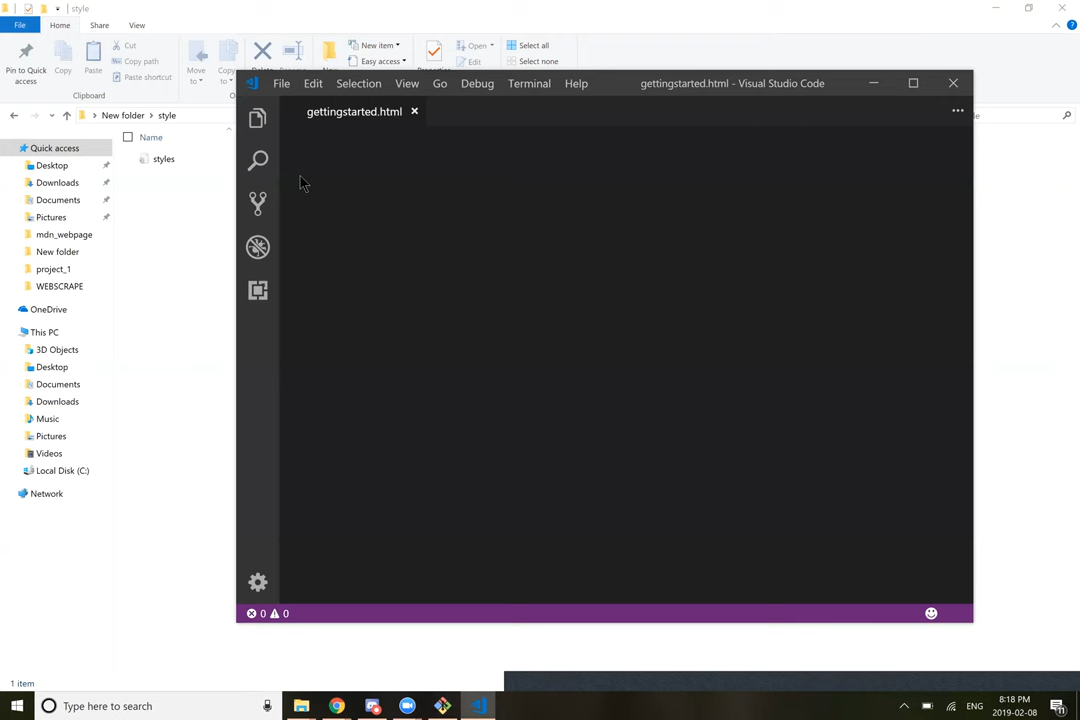 style
File Home Share View
Cut
Copy path
Paste shortcut
Pin to Quick access
Copy
Paste
Move to
Copy
New item
Easy access
Open
Edit
Select all
Select none
Clipboard
New folder style
Quick access
Desktop
Downloads
Documents
Pictures
mdn_webpage
New folder
project_1
WEBSCRAPE
OneDrive
This PC
3D Objects
Desktop
Documents
Downloads
Music
Pictures
Videos
Local Disk (C:)
Network
Name
styles
File Edit Selection View Go Debug Terminal Help gettingstarted.html - Visual Studio Code
gettingstarted.html
0 0
1 item
Type here to search
ENG
8:18 PM
2019-02-08